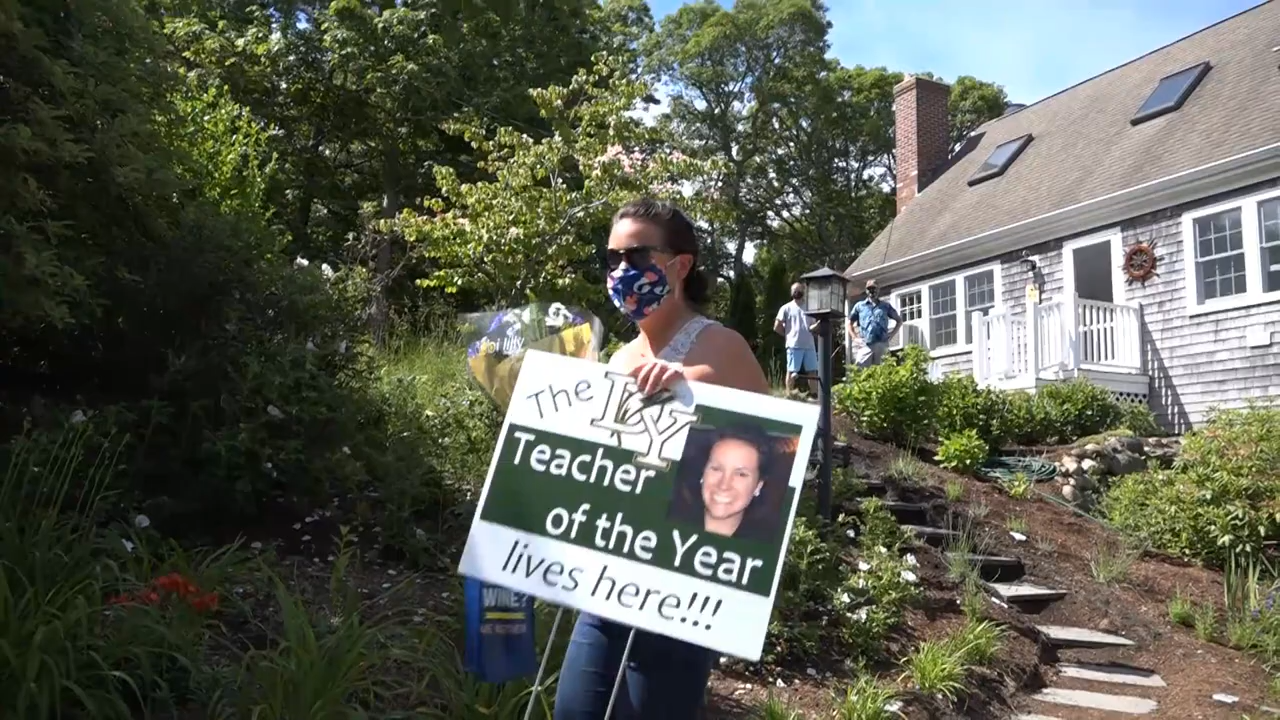 The DY
Teacher
of the Year
lives here!!!
WINE?